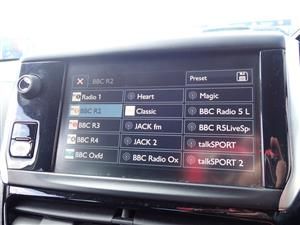 BBC R2
Preset
Radio 1
Heart
Magic
BBC R2
Classic
BBC Radio 5 L
BBC R3
JACK fm
BBC R5LiveSp
BBC R4
JACK 2
talkSPORT
BBC Oxfd
BBC Radio Ox
talkSPORT 2